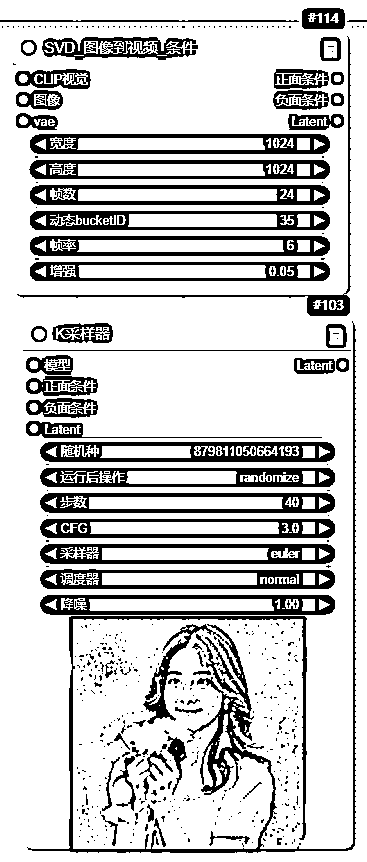 #114
SVD_图像到视频_条件
CLIP视觉 正面条件
图像 负面条件
vae Latent
宽度 1024
高度 1024
帧数 24
动态bucketID 35
帧率 6
增强 0.05
#103
K采样器
模型 Latent
正面条件
负面条件
Latent
随机种 879811050664193
运行后操作 randomize
步数 40
CFG 3.0
采样器 euler
调度器 normal
降噪 1.00